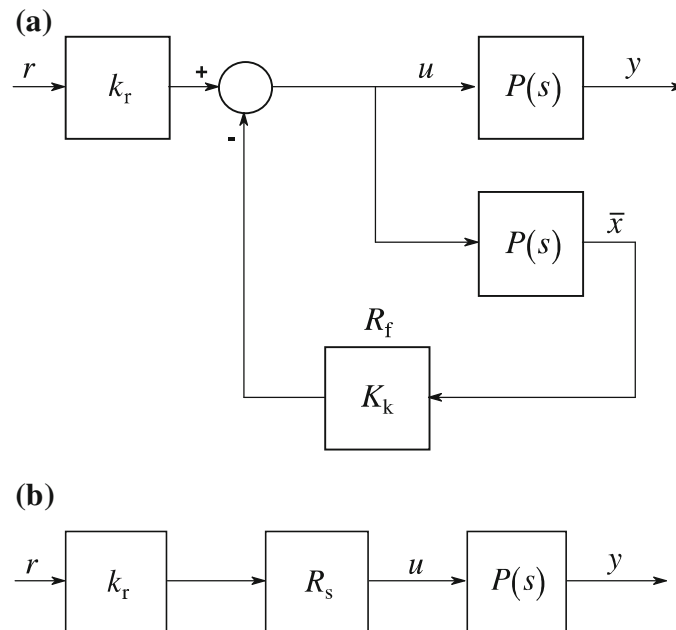 (a)
r
k_r
+
-
u
P(s)
y
P(s)
x̄
R_f
K_k
(b)
r
k_r
R_s
u
P(s)
y